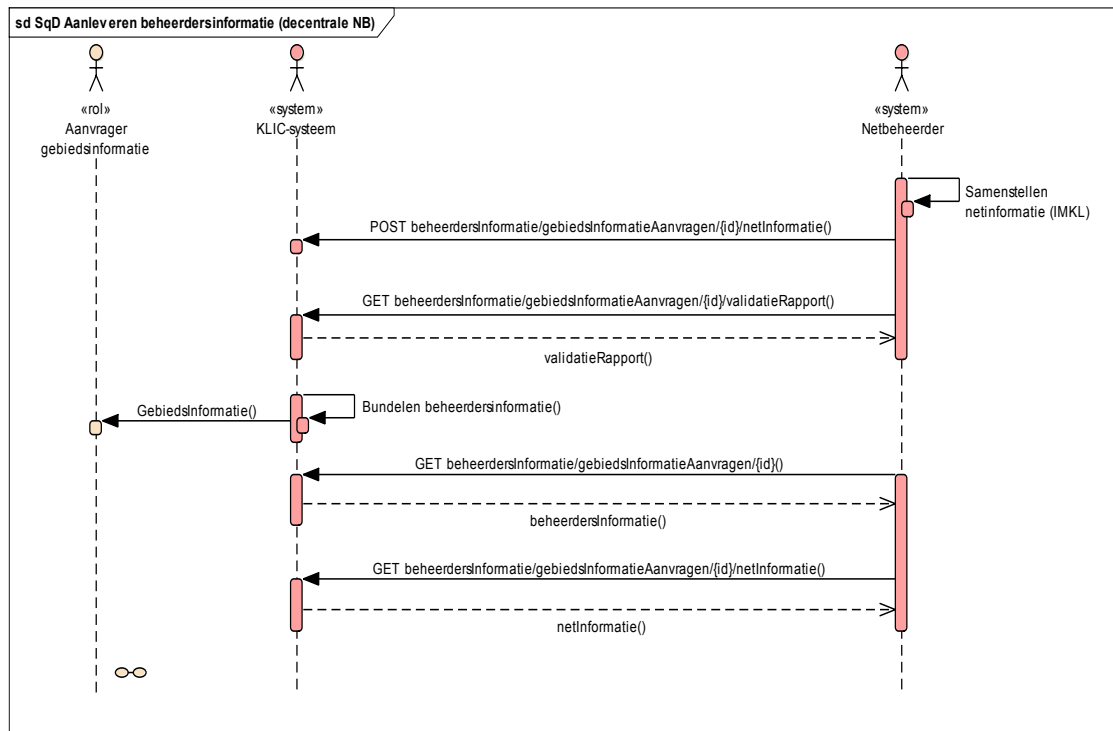 sd SqD Aanleveren beheerdersinformatie (decentrale NB)
«rol»
Aanvrager
gebiedsinformatie
«system»
KLIC-systeem
«system»
Netbeheerder
Samenstellen
netinformatie (IMKL)
POST beheerdersInformatie/gebiedsInformatieAanvragen/{id}/netInformatie()
GET beheerdersInformatie/gebiedsInformatieAanvragen/{id}/validatieRapport()
validatieRapport()
Bundelen beheerdersinformatie()
GebiedsInformatie()
GET beheerdersInformatie/gebiedsInformatieAanvragen/{id}()
beheerdersInformatie()
GET beheerdersInformatie/gebiedsInformatieAanvragen/{id}/netInformatie()
netInformatie()